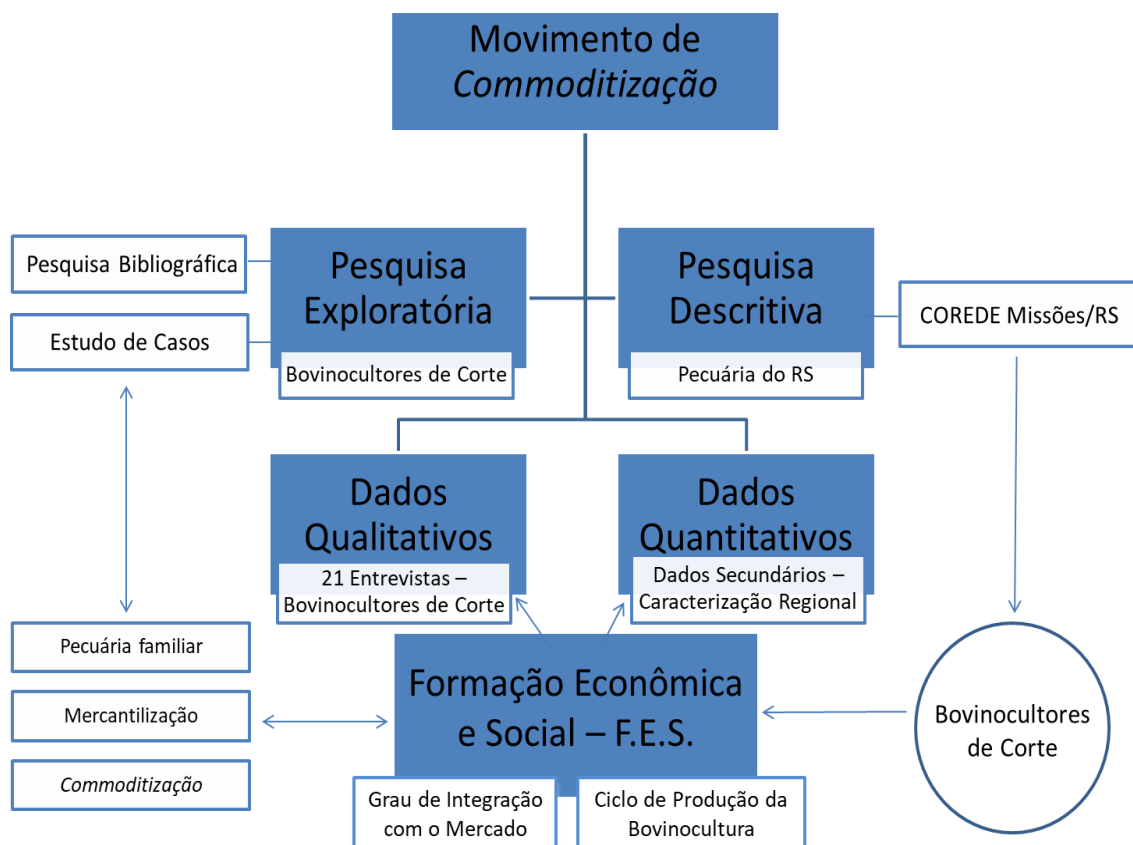 Movimento de
Commoditização
Pesquisa Bibliográfica
Estudo de Casos
Pesquisa
Exploratória
Bovinocultores de Corte
Pesquisa
Descritiva
Pecuária do RS
COREDE Missões/RS
Dados
Qualitativos
21 Entrevistas –
Bovinocultores de Corte
Dados
Quantitativos
Dados Secundários –
Caracterização Regional
Pecuária familiar
Mercantilização
Commoditização
Formação Econômica
e Social – F.E.S.
Grau de Integração
com o Mercado
Ciclo de Produção da
Bovinocultura
Bovinocultores
de Corte